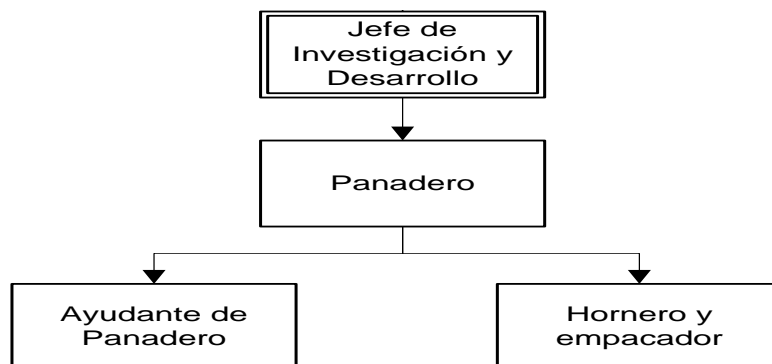 Jefe de
Investigación y
Desarrollo
Panadero
Ayudante de
Panadero
Hornero y
empacador